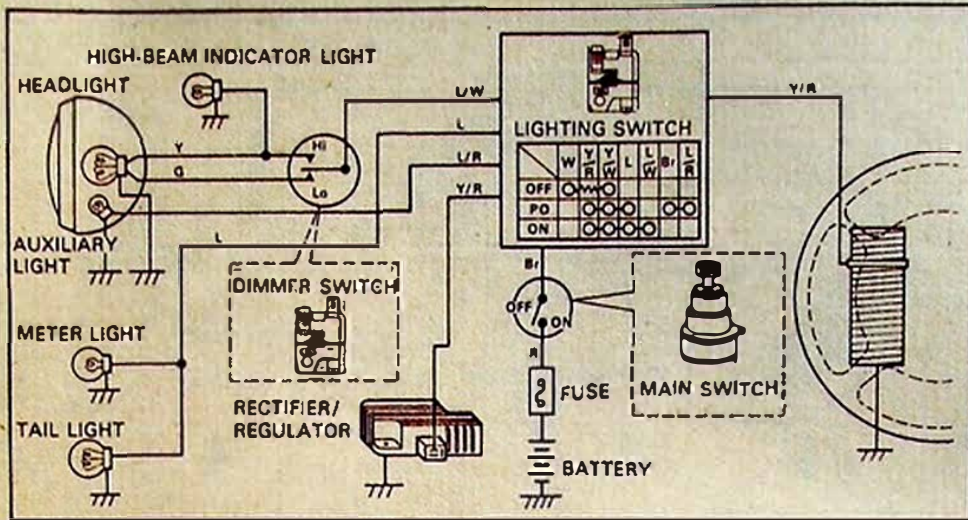 HIGH-BEAM INDICATOR LIGHT
HEADLIGHT
Y
G
Hi
Lo
AUXILIARY
LIGHT
L
L/W
L
L/R
Y/R
Y/R
LIGHTING SWITCH
W Y/R Y/W L L/W Br L/R
OFF
PO
ON
DIMMER SWITCH
Br
OFF
ON
R
MAIN SWITCH
METER LIGHT
TAIL LIGHT
RECTIFIER/
REGULATOR
FUSE
BATTERY